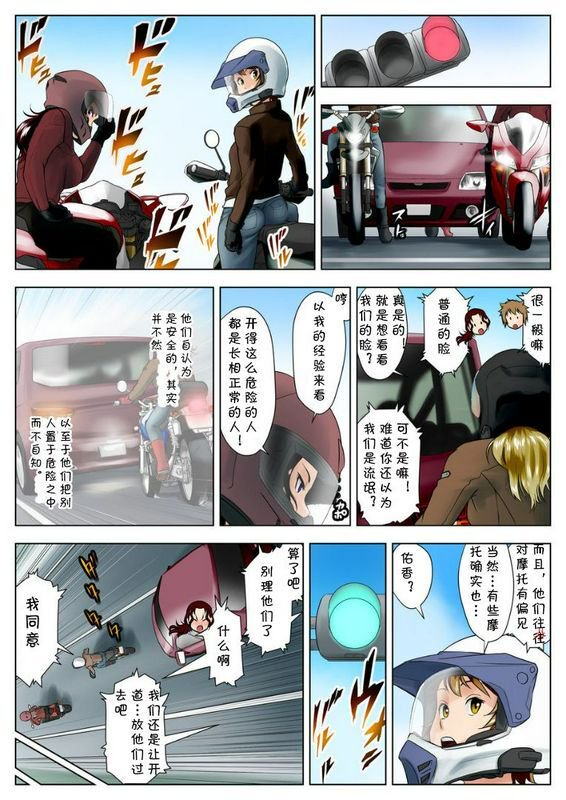 ドビュ
ドビュ
ドドド
很一般嘛
普通的脸
真是的!
就是想看看
我们的脸?
可不是嘛!
难道你还以为
我们是流氓?
哼
以我的经验来看
开得这么危险的人
都是长相正常的人!
他们自认为
是安全的,其实
并不然
以至于他们把别
人置于危险之中
而不自知。
而且,他们往往
对摩托有偏见
当然…有些摩
托确实也…
佑香?
算了吧
别理他们了
什么啊
我们还是让开
道…放他们过
去吧
我同意